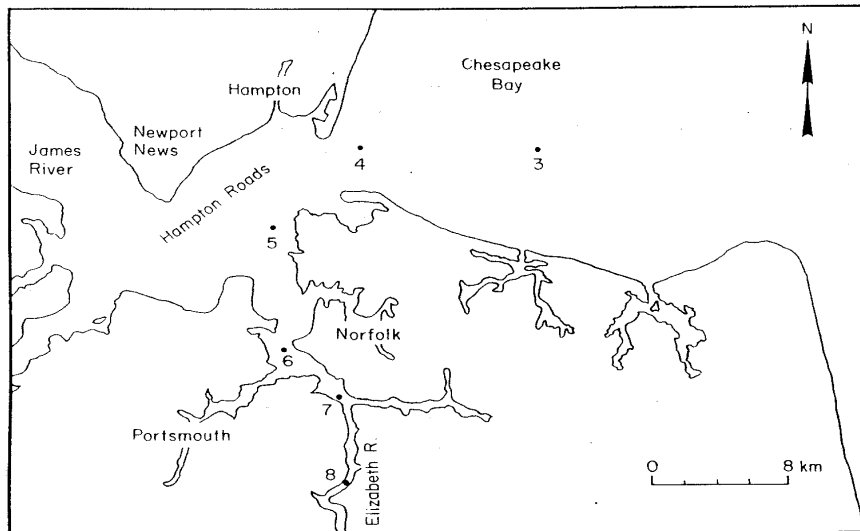 N
Chesapeake
Bay
Hampton
Newport
News
James
River
Hampton Roads
4
3
5
Norfolk
6
7
Portsmouth
8
Elizabeth R.
0 8 km